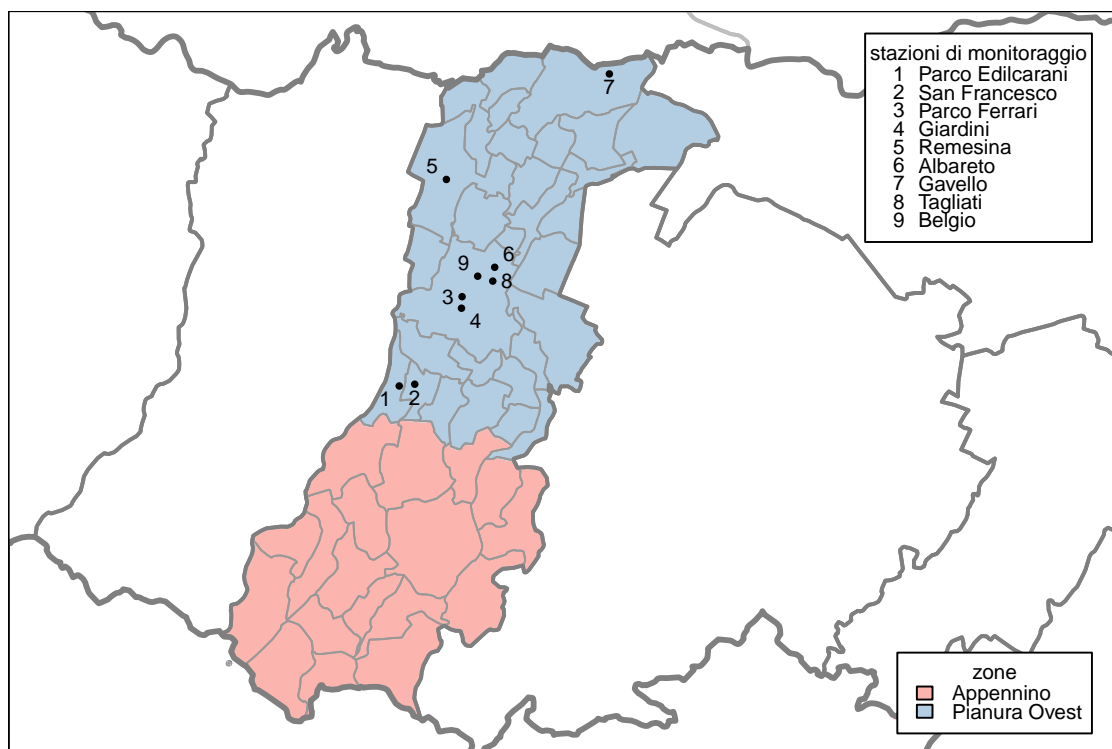 stazioni di monitoraggio
1 Parco Edilcarani
2 San Francesco
3 Parco Ferrari
4 Giardini
5 Remesina
6 Albareto
7 Gavello
8 Tagliati
9 Belgio
7
5
6
9
8
3
4
1
2
zone
Appennino
Pianura Ovest